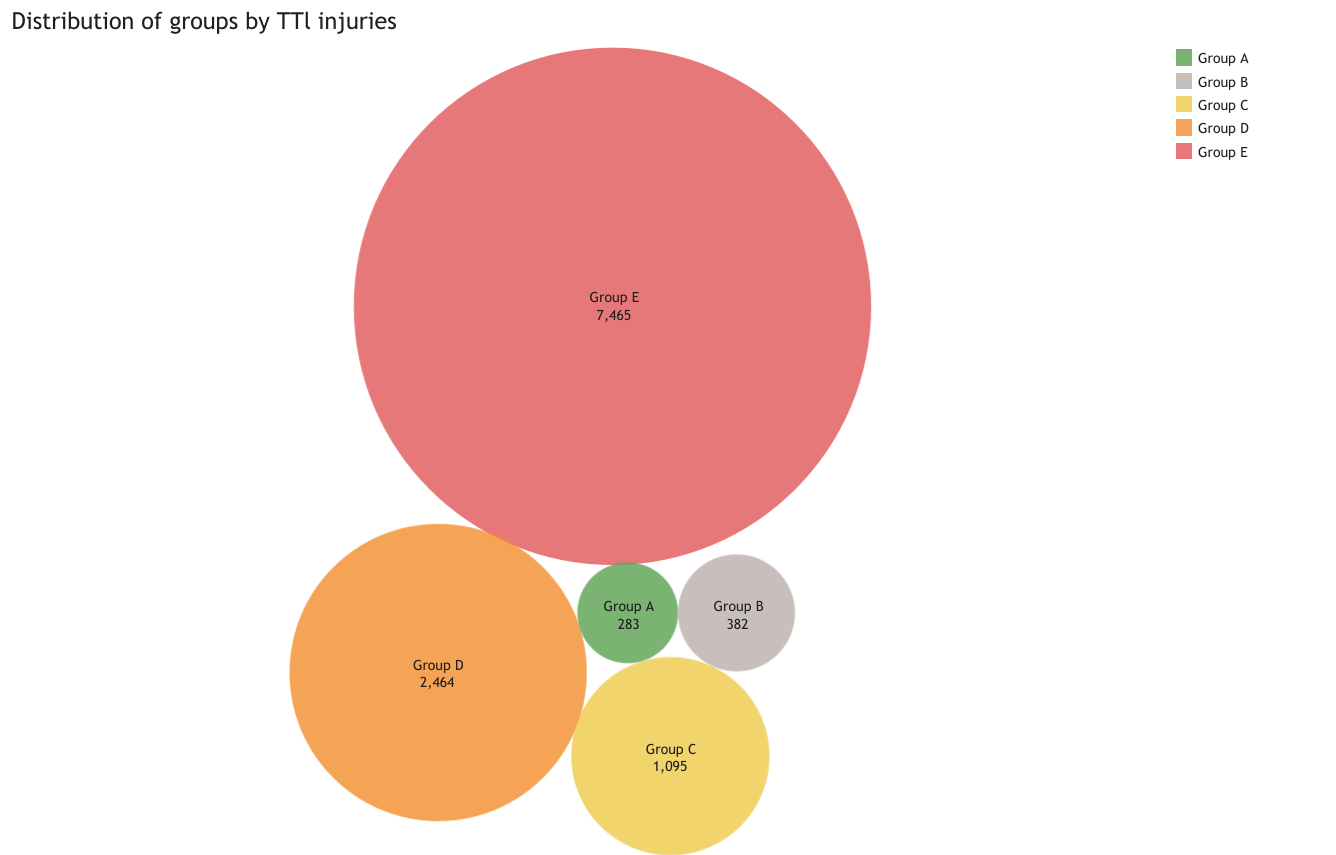 Distribution of groups by TTl injuries
Group A
Group B
Group C
Group D
Group E
Group E
7,465
Group A
283
Group B
382
Group D
2,464
Group C
1,095